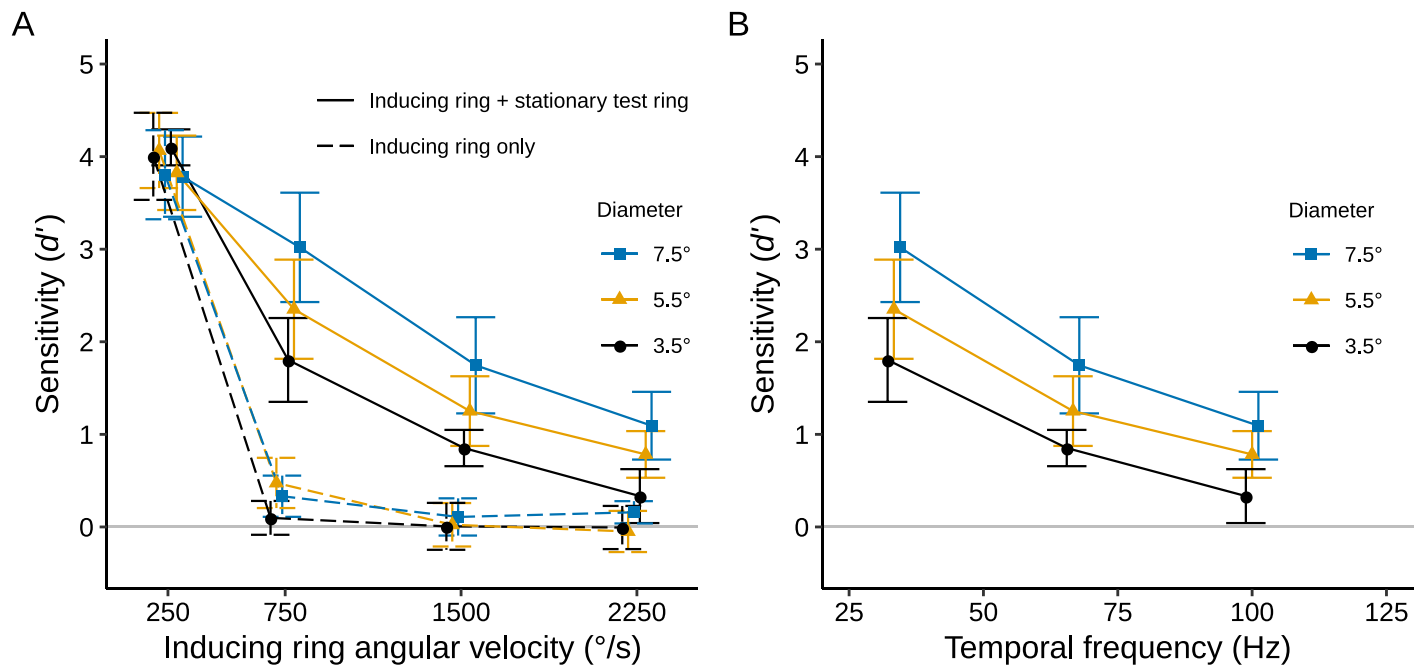 A
Sensitivity (d′)
5
4
3
2
1
0
Inducing ring + stationary test ring
Inducing ring only
Diameter
7.5°
5.5°
3.5°
250 750 1500 2250
Inducing ring angular velocity (°/s)
B
Sensitivity (d′)
5
4
3
2
1
0
Diameter
7.5°
5.5°
3.5°
25 50 75 100 125
Temporal frequency (Hz)